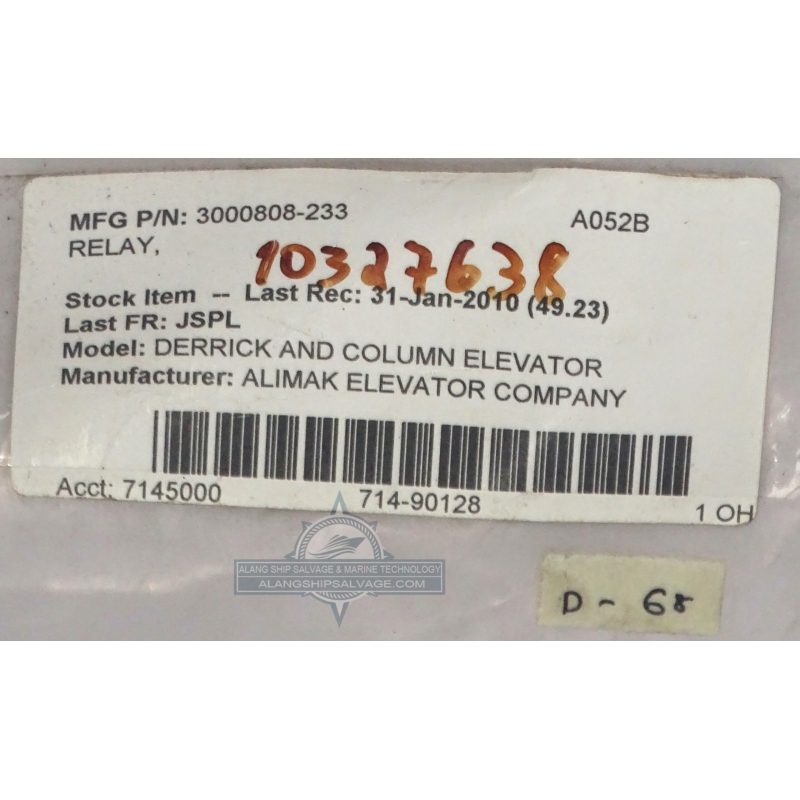 MFG P/N: 3000808-233 A052B
RELAY,
10327638
Stock Item -- Last Rec: 31-Jan-2010 (49.23)
Last FR: JSPL
Model: DERRICK AND COLUMN ELEVATOR
Manufacturer: ALIMAK ELEVATOR COMPANY
Acct: 7145000 714-90128 1 OH
ALANG SHIP SALVAGE & MARINE TECHNOLOGY
ALANGSHIPSALVAGE.COM
D - 68